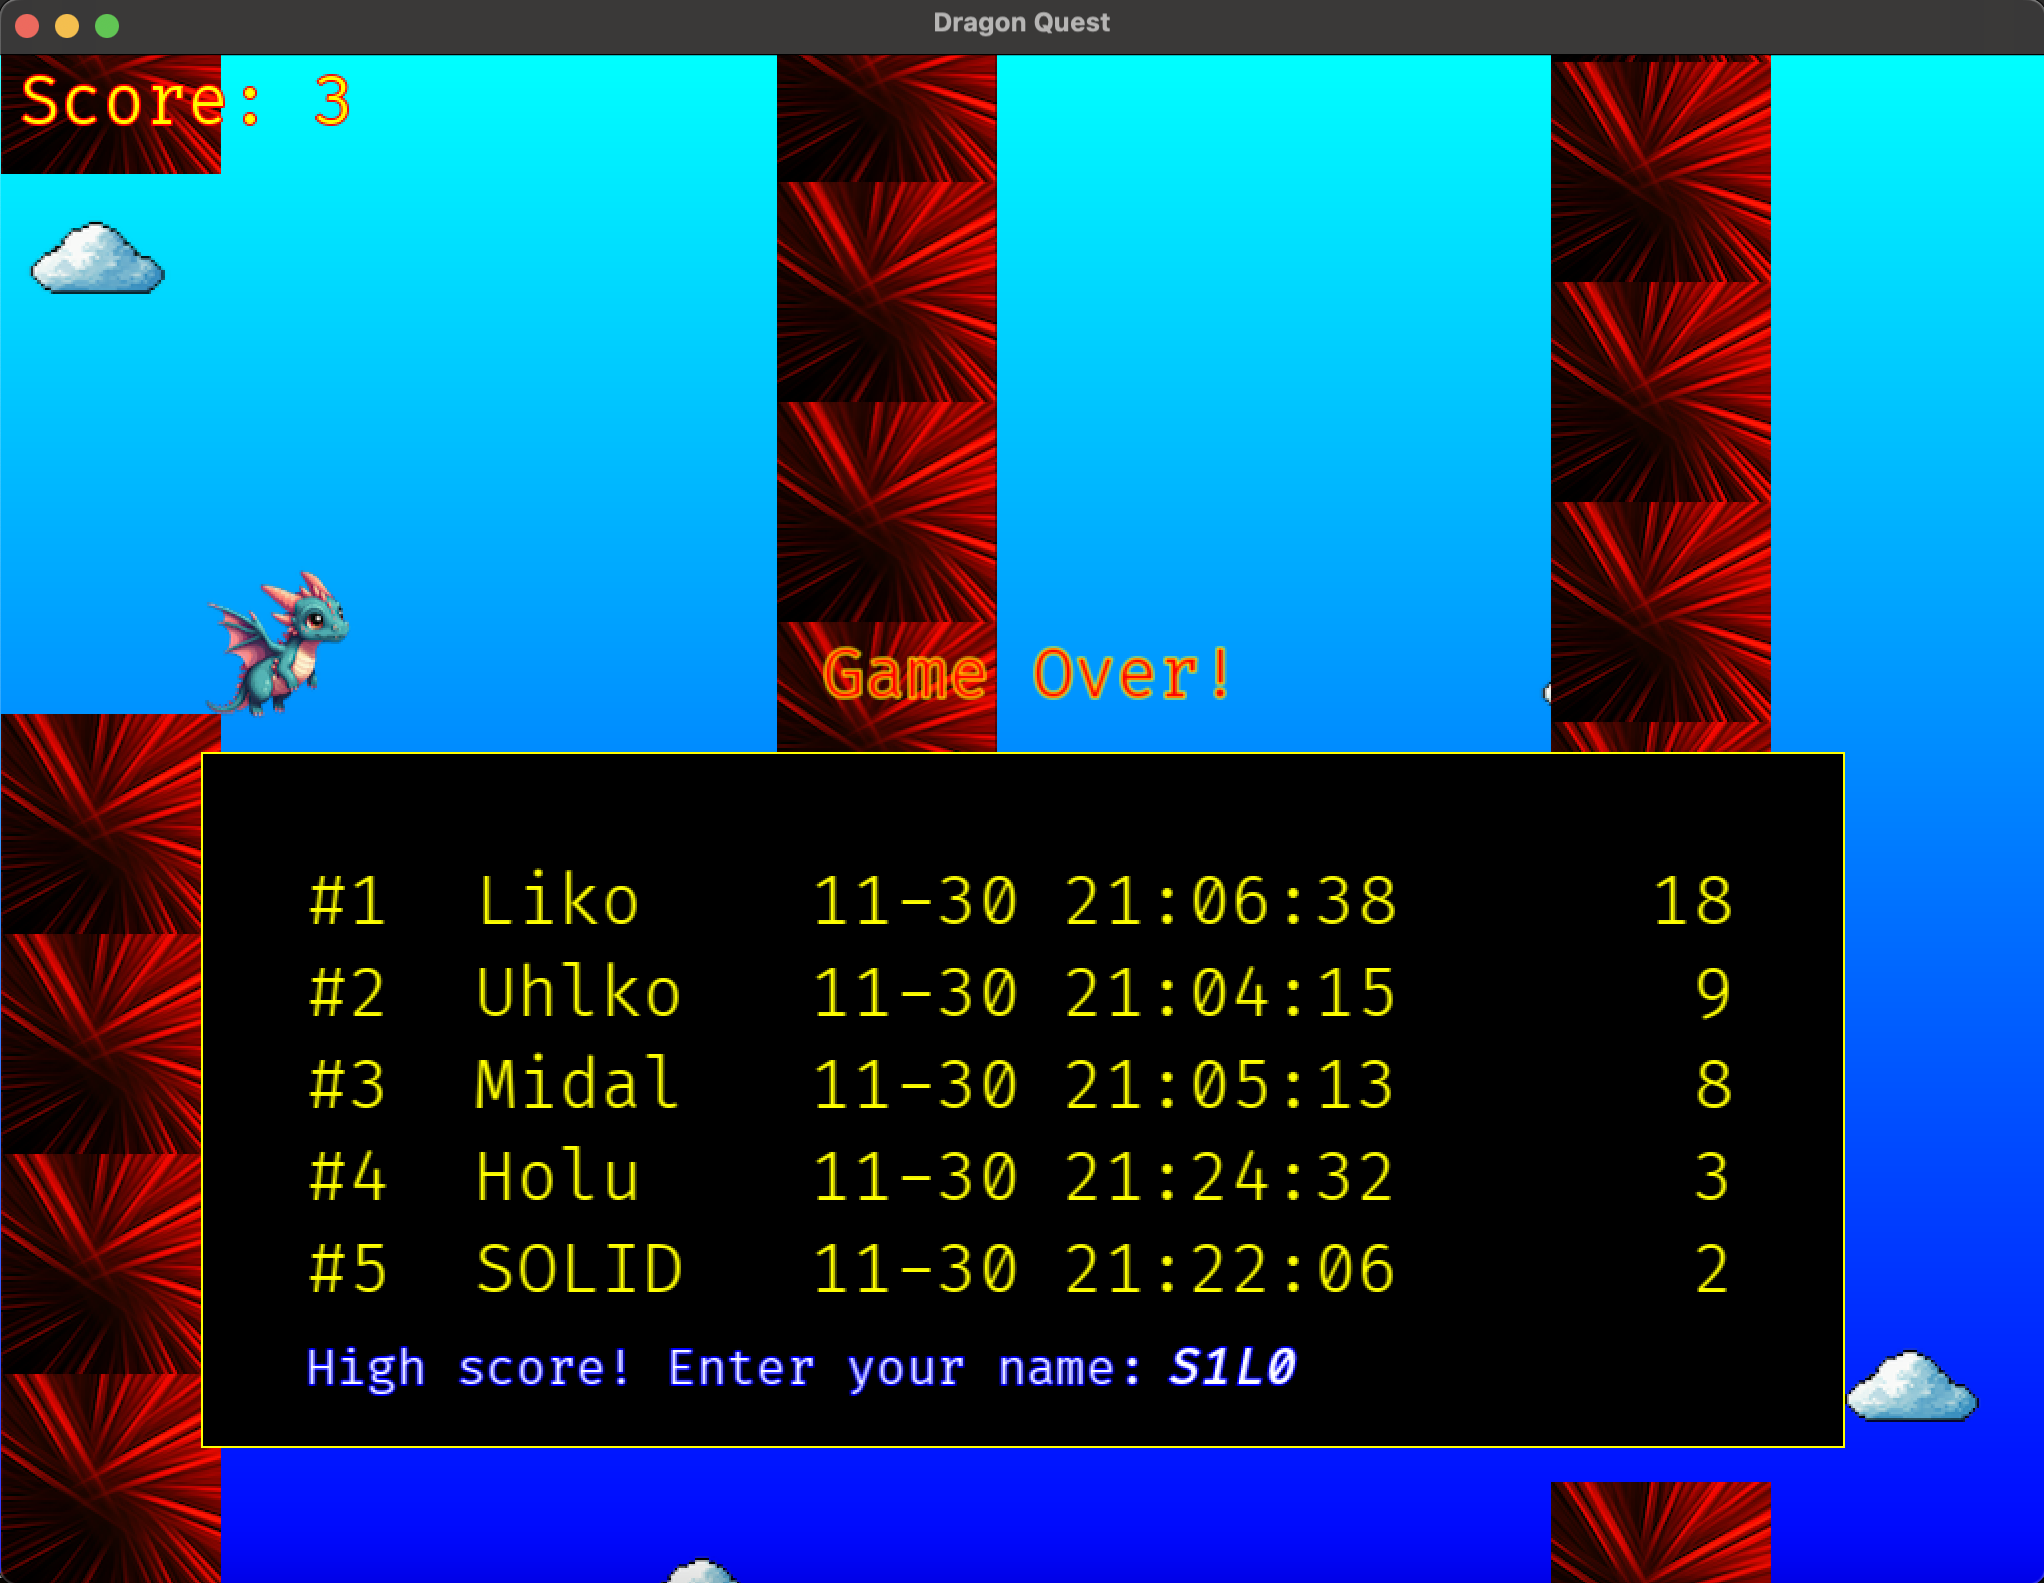 Dragon Quest
Score: 3
Game Over!
#1 Liko 11-30 21:06:38 18
#2 Uhlko 11-30 21:04:15 9
#3 Midal 11-30 21:05:13 8
#4 Holu 11-30 21:24:32 3
#5 SOLID 11-30 21:22:06 2
High score! Enter your name: S1L0